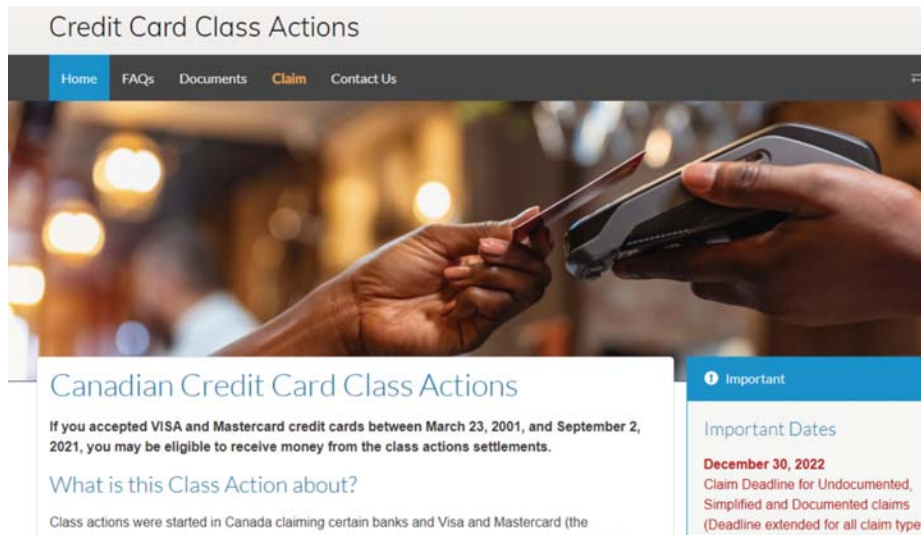 Credit Card Class Actions
Home FAQs Documents Claim Contact Us
Canadian Credit Card Class Actions
If you accepted VISA and Mastercard credit cards between March 23, 2001, and September 2,
2021, you may be eligible to receive money from the class actions settlements.
What is this Class Action about?
Class actions were started in Canada claiming certain banks and Visa and Mastercard (the
Important
Important Dates
December 30, 2022
Claim Deadline for Undocumented,
Simplified and Documented claims
(Deadline extended for all claim type